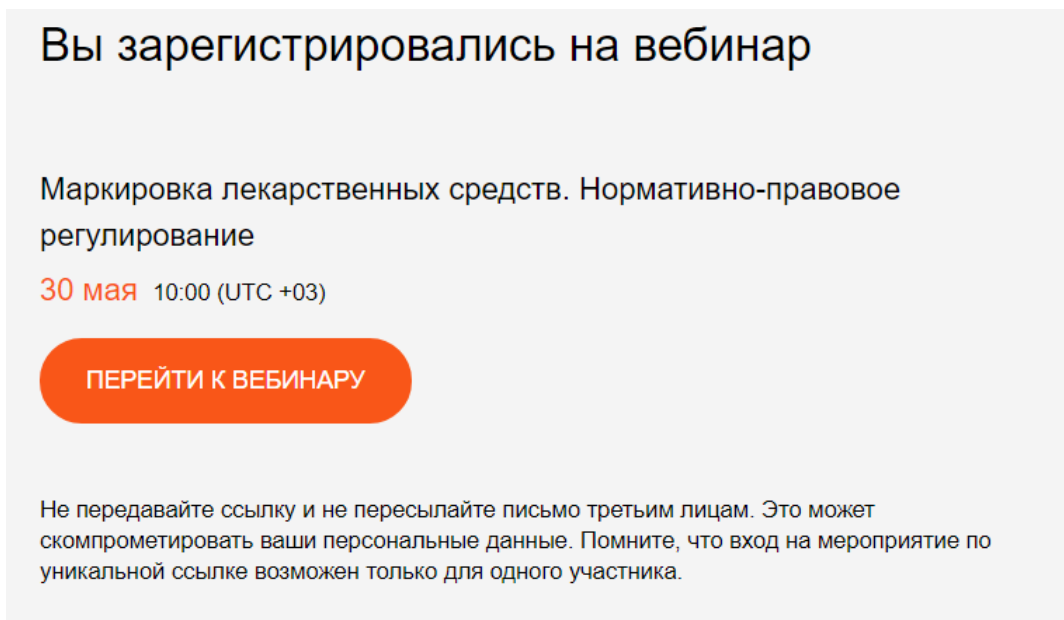 Вы зарегистрировались на вебинар
Маркировка лекарственных средств. Нормативно-правовое
регулирование
30 мая 10:00 (UTC +03)
ПЕРЕЙТИ К ВЕБИНАРУ
Не передавайте ссылку и не пересылайте письмо третьим лицам. Это может
скомпрометировать ваши персональные данные. Помните, что вход на мероприятие по
уникальной ссылке возможен только для одного участника.